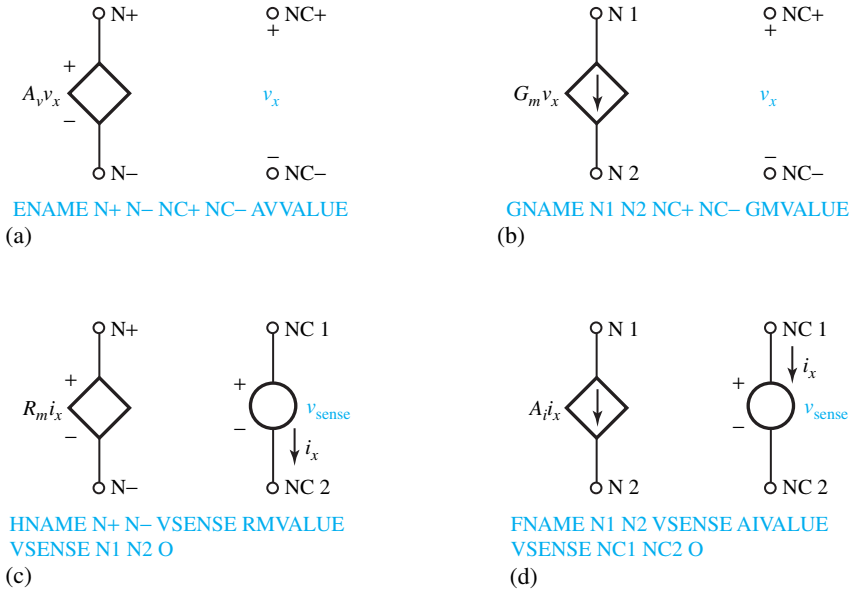 N+ NC+
+
+
A_v v_x
v_x
−
−
N− NC−
ENAME N+ N− NC+ NC− AVVALUE
(a)
N 1 NC+
+
G_m v_x
v_x
−
N 2 NC−
GNAME N1 N2 NC+ NC− GMVALUE
(b)
N+ NC 1
+ +
R_m i_x
v_sense
− −
i_x
N− NC 2
HNAME N+ N− VSENSE RMVALUE
VSENSE N1 N2 O
(c)
N 1 NC 1
i_x
+
A_i i_x
v_sense
−
N 2 NC 2
FNAME N1 N2 VSENSE AIVALUE
VSENSE NC1 NC2 O
(d)